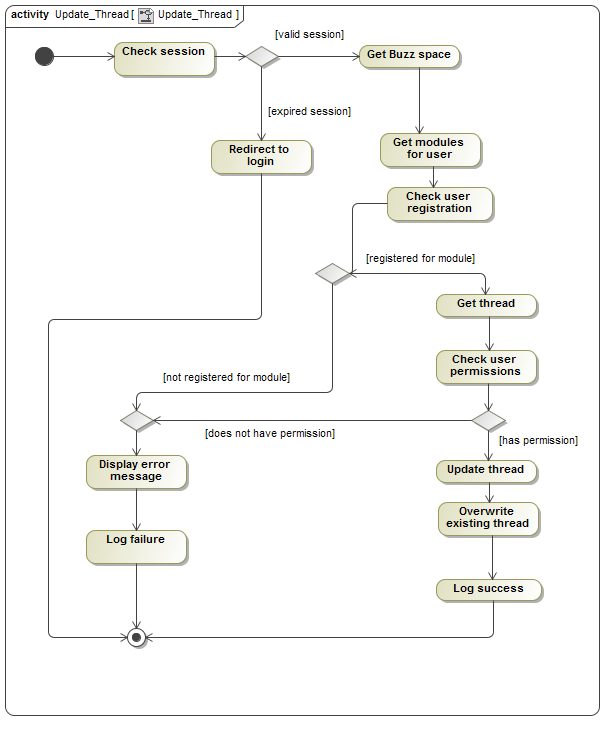 activity Update_Thread [ Update_Thread ]
[valid session]
Check session
Get Buzz space
[expired session]
Redirect to
login
Get modules
for user
Check user
registration
[registered for module]
Get thread
Check user
permissions
[not registered for module]
[does not have permission]
[has permission]
Display error
message
Update thread
Overwrite
existing thread
Log failure
Log success